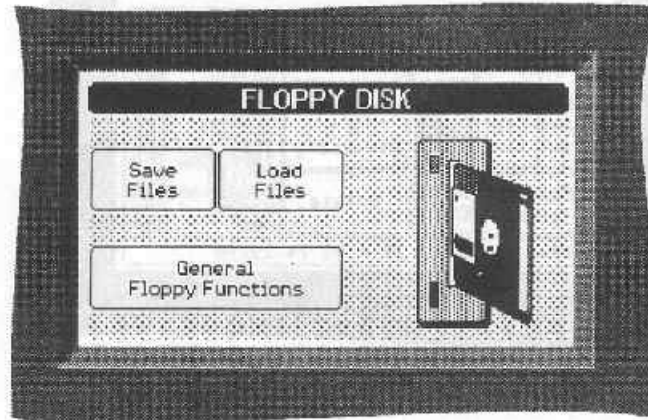 FLOPPY DISK
Save
Files
Load
Files
General
Floppy Functions